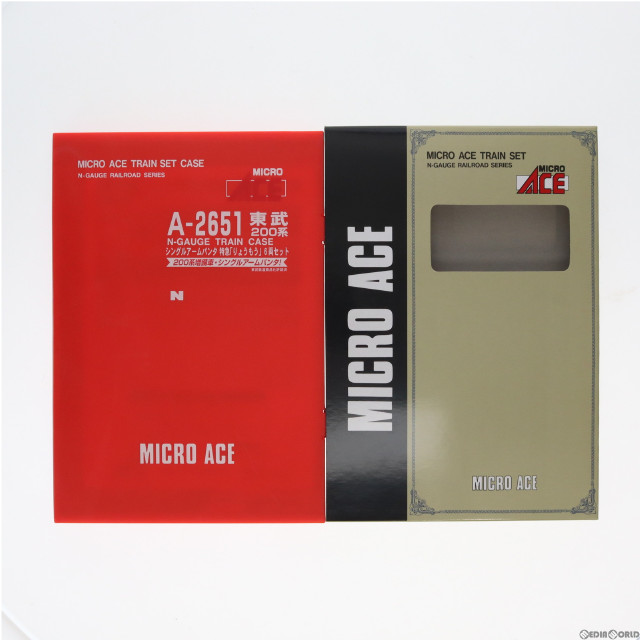 MICRO ACE TRAIN SET CASE
N-GAUGE RAILROAD SERIES
MICRO
ACE
A-2651 東武
200系
N-GAUGE TRAIN CASE
シングルアームパンタ 特急「りょうもう」6両セット
200系増備車・シングルアームパンタ!
N
MICRO ACE
MICRO ACE
MICRO ACE TRAIN SET
N-GAUGE RAILROAD SERIES
MICRO
ACE
MICRO ACE
MEDIAWORLD